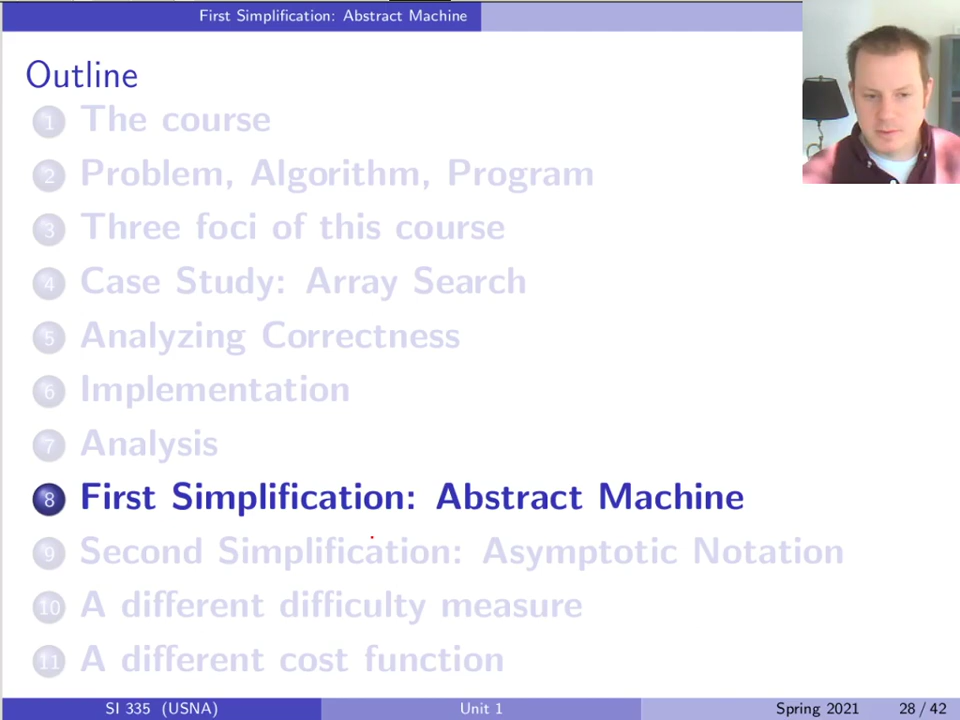 First Simplification: Abstract Machine
Outline
1 The course
2 Problem, Algorithm, Program
3 Three foci of this course
4 Case Study: Array Search
5 Analyzing Correctness
6 Implementation
7 Analysis
8 First Simplification: Abstract Machine
9 Second Simplification: Asymptotic Notation
10 A different difficulty measure
11 A different cost function
SI 335 (USNA) Unit 1 Spring 2021 28 / 42